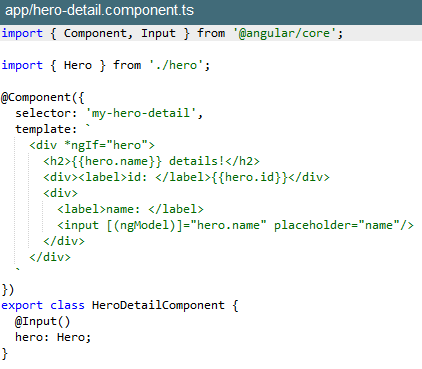 app/hero-detail.component.ts
import { Component, Input } from '@angular/core';
import { Hero } from './hero';
@Component({
  selector: 'my-hero-detail',
  template: `
    <div *ngIf="hero">
      <h2>{{hero.name}} details!</h2>
      <div><label>id: </label>{{hero.id}}</div>
      <div>
        <label>name: </label>
        <input [(ngModel)]="hero.name" placeholder="name"/>
      </div>
    </div>
  `
})
export class HeroDetailComponent {
  @Input()
  hero: Hero;
}